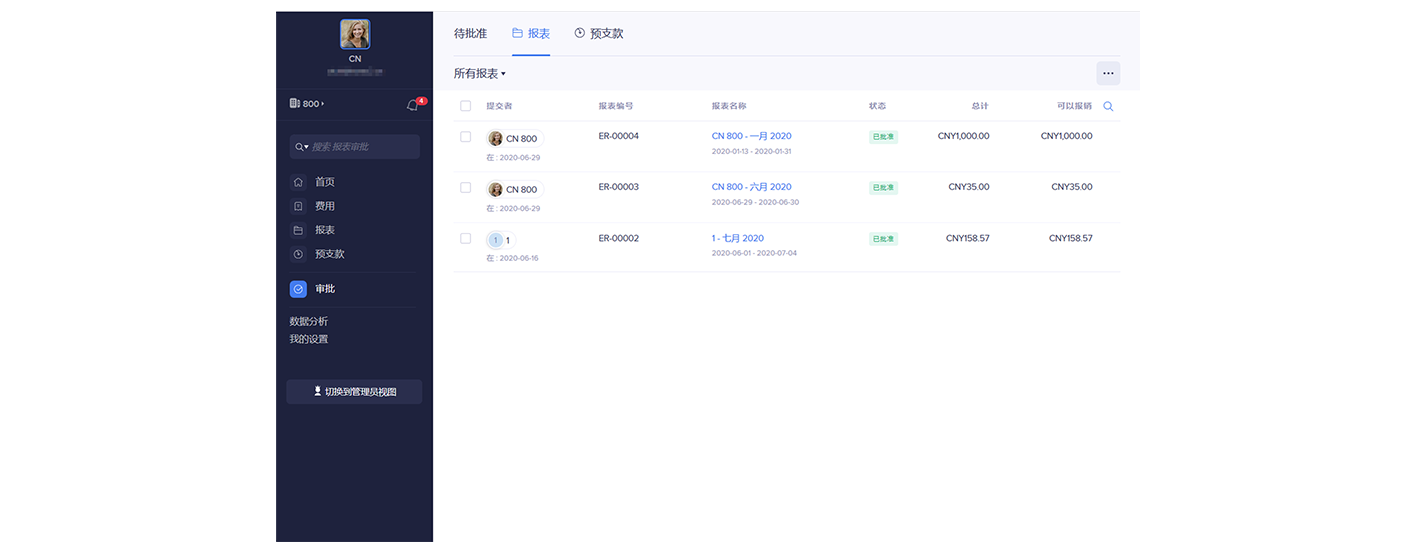 CN
800
4
搜索 报表审批
首页
费用
报表
预支款
审批
数据分析
我的设置
切换到管理员视图
待批准 报表 预支款
所有报表
提交者 报表编号 报表名称 状态 总计 可以报销
CN 800 ER-00004 CN 800 - 一月 2020 已批准 CNY1,000.00 CNY1,000.00
在 : 2020-06-29 2020-01-13 - 2020-01-31
CN 800 ER-00003 CN 800 - 六月 2020 已批准 CNY35.00 CNY35.00
在 : 2020-06-29 2020-06-29 - 2020-06-30
1 1 ER-00002 1 - 七月 2020 已批准 CNY158.57 CNY158.57
在 : 2020-06-16 2020-06-01 - 2020-07-04